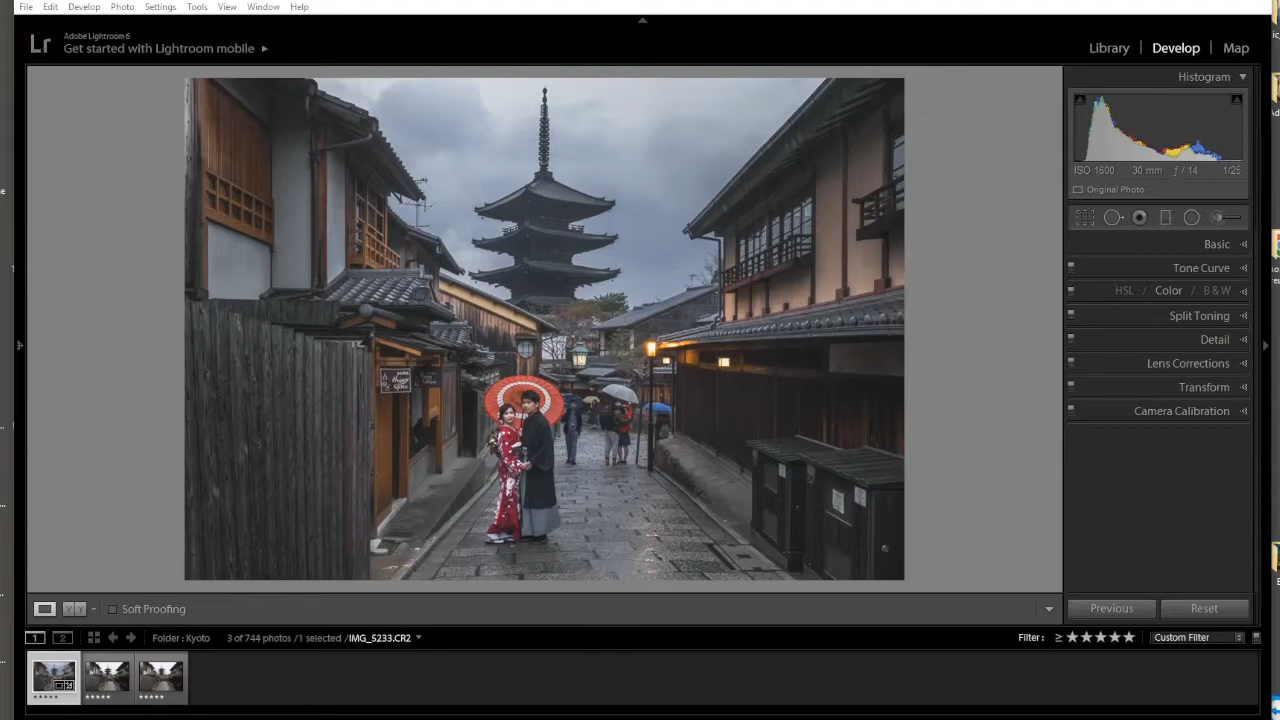 File Edit Develop Photo Settings Tools View Window Help
Lr
Adobe Lightroom 6
Get started with Lightroom mobile
Library | Develop | Map
Histogram
ISO 1600 30 mm ƒ / 14 1/25
Original Photo
Basic
Tone Curve
HSL / Color / B & W
Split Toning
Detail
Lens Corrections
Transform
Camera Calibration
Previous Reset
Y Y
Soft Proofing
1 2 Folder : Kyoto 3 of 744 photos / 1 selected / IMG_5233.CR2 Filter : ≥ ★★★★★ Custom Filter